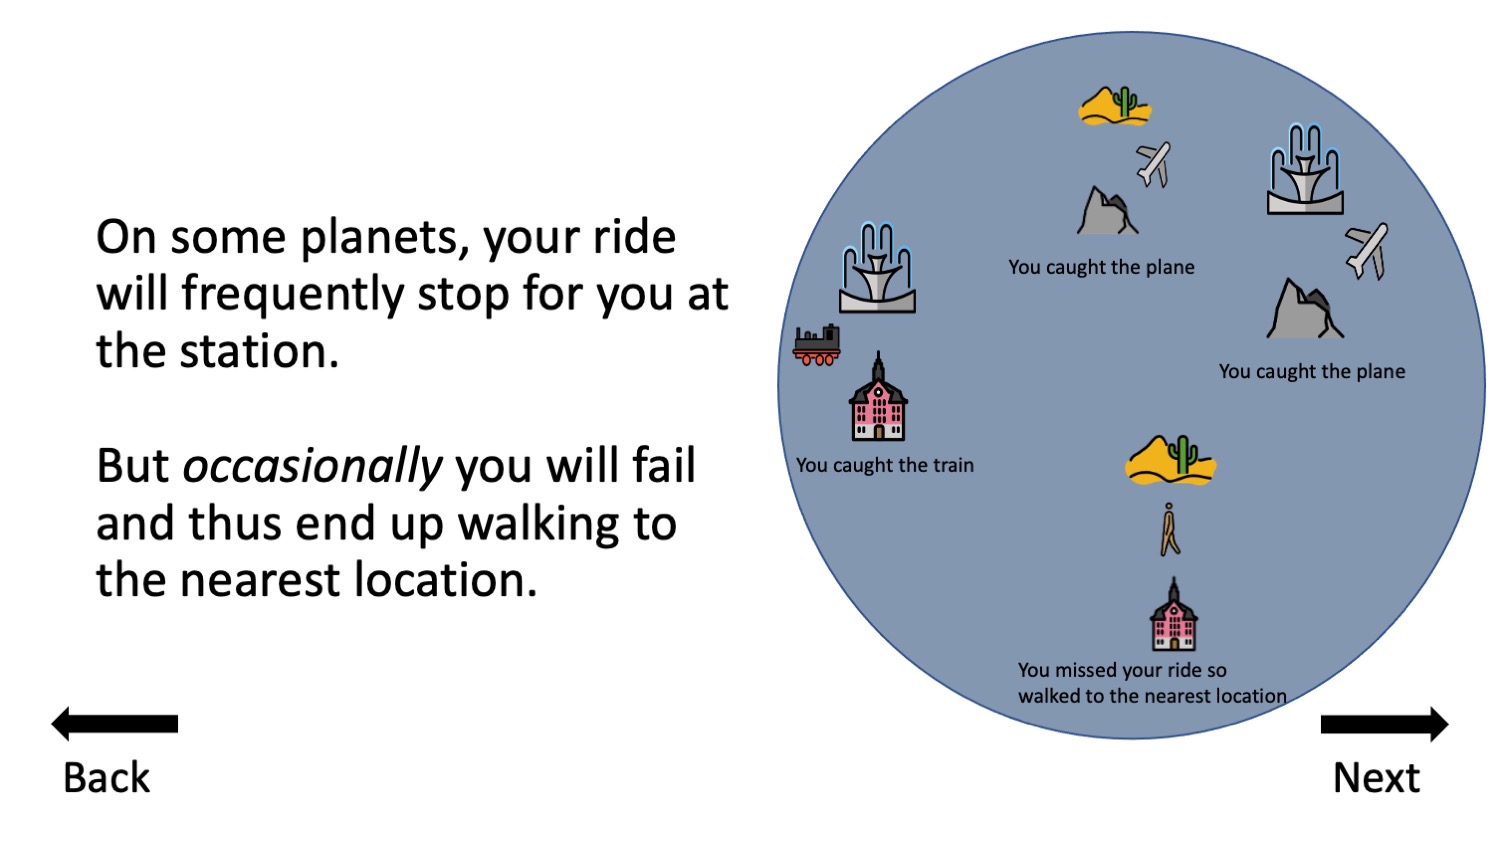 On some planets, your ride
will frequently stop for you at
the station.
But occasionally you will fail
and thus end up walking to
the nearest location.
You caught the plane
You caught the plane
You caught the train
You missed your ride so
walked to the nearest location
Back
Next